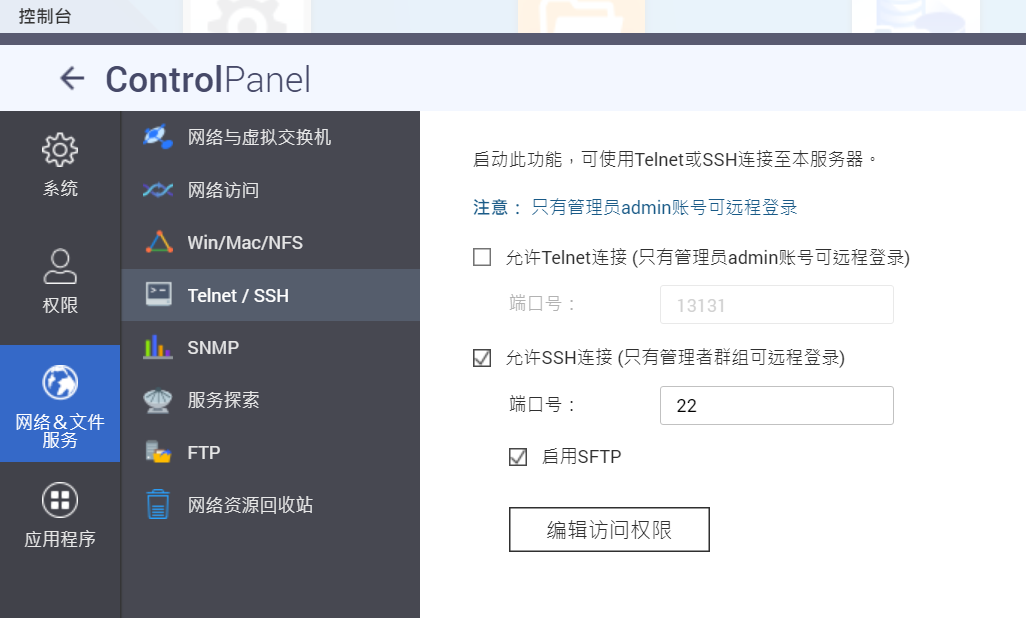 控制台
ControlPanel
系统
权限
网络&文件
服务
应用程序
网络与虚拟交换机
网络访问
Win/Mac/NFS
Telnet / SSH
SNMP
服务探索
FTP
网络资源回收站
启动此功能，可使用Telnet或SSH连接至本服务器。
注意： 只有管理员admin账号可远程登录
允许Telnet连接 (只有管理员admin账号可远程登录)
端口号：
13131
允许SSH连接 (只有管理者群组可远程登录)
端口号：
22
启用SFTP
编辑访问权限